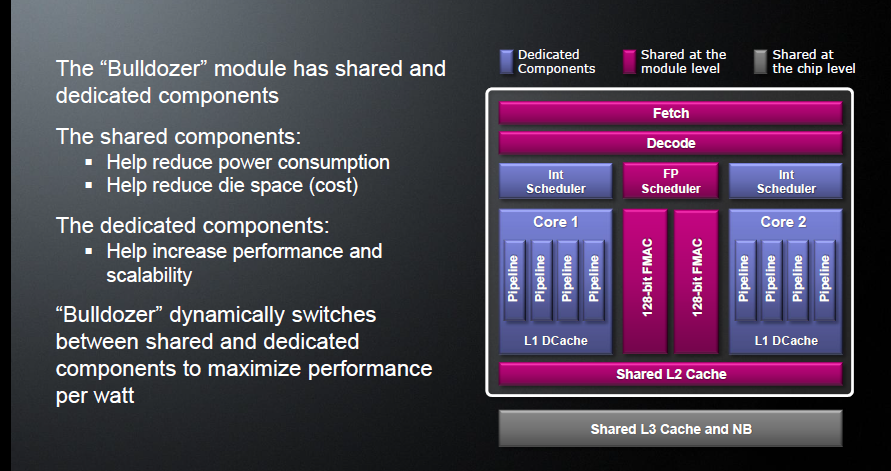 The “Bulldozer” module has shared and
dedicated components
The shared components:
▪ Help reduce power consumption
▪ Help reduce die space (cost)
The dedicated components:
▪ Help increase performance and
scalability
“Bulldozer” dynamically switches
between shared and dedicated
components to maximize performance
per watt
Dedicated
Components
Shared at the
module level
Shared at
the chip level
Fetch
Decode
Int
Scheduler
FP
Scheduler
Int
Scheduler
Core 1
Pipeline
Pipeline
Pipeline
Pipeline
L1 DCache
128-bit FMAC
128-bit FMAC
Core 2
Pipeline
Pipeline
Pipeline
Pipeline
L1 DCache
Shared L2 Cache
Shared L3 Cache and NB